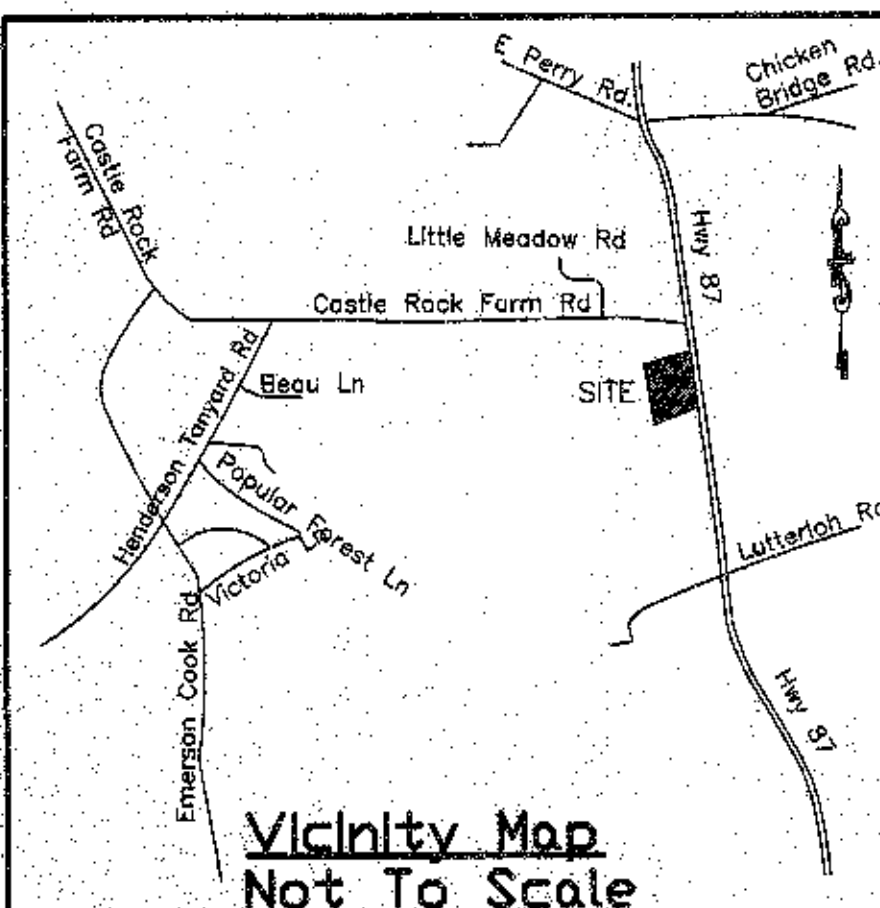 E Perry Rd.
Chicken
Bridge Rd.
Castle Rock
Farm Rd
Hwy 87
Little Meadow Rd
Castle Rock Farm Rd
Henderson Tanyard Rd
Beau Ln
SITE
Popular Forest Ln
Victoria
Lutterloh Rd
Emerson Cook Rd
Hwy 87
Vicinity Map
Not To Scale